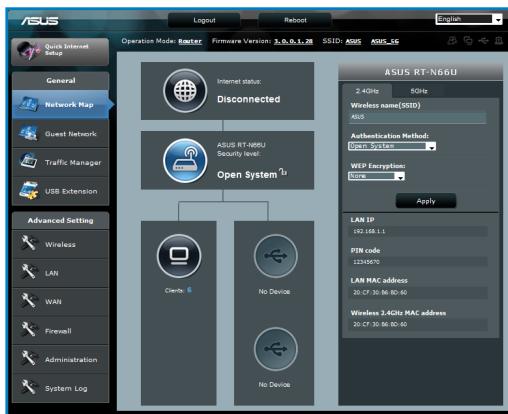 ASUS
Logout
Reboot
English
Quick Internet Setup
Operation Mode: Router Firmware Version: 3.0.0.1.28 SSID: ASUS ASUS_5G
General
Network Map
Guest Network
Traffic Manager
USB Extension
Advanced Setting
Wireless
LAN
WAN
Firewall
Administration
System Log
Internet status:
Disconnected
ASUS RT-N66U
Security level:
Open System
Clients: 6
No Device
No Device
ASUS RT-N66U
2.4GHz 5GHz
Wireless name(SSID)
ASUS
Authentication Method:
Open System
WEP Encryption:
None
Apply
LAN IP
192.168.1.1
PIN code
12345670
LAN MAC address
20:CF:30:86:BD:60
Wireless 2.4GHz MAC address
20:CF:30:86:BD:60